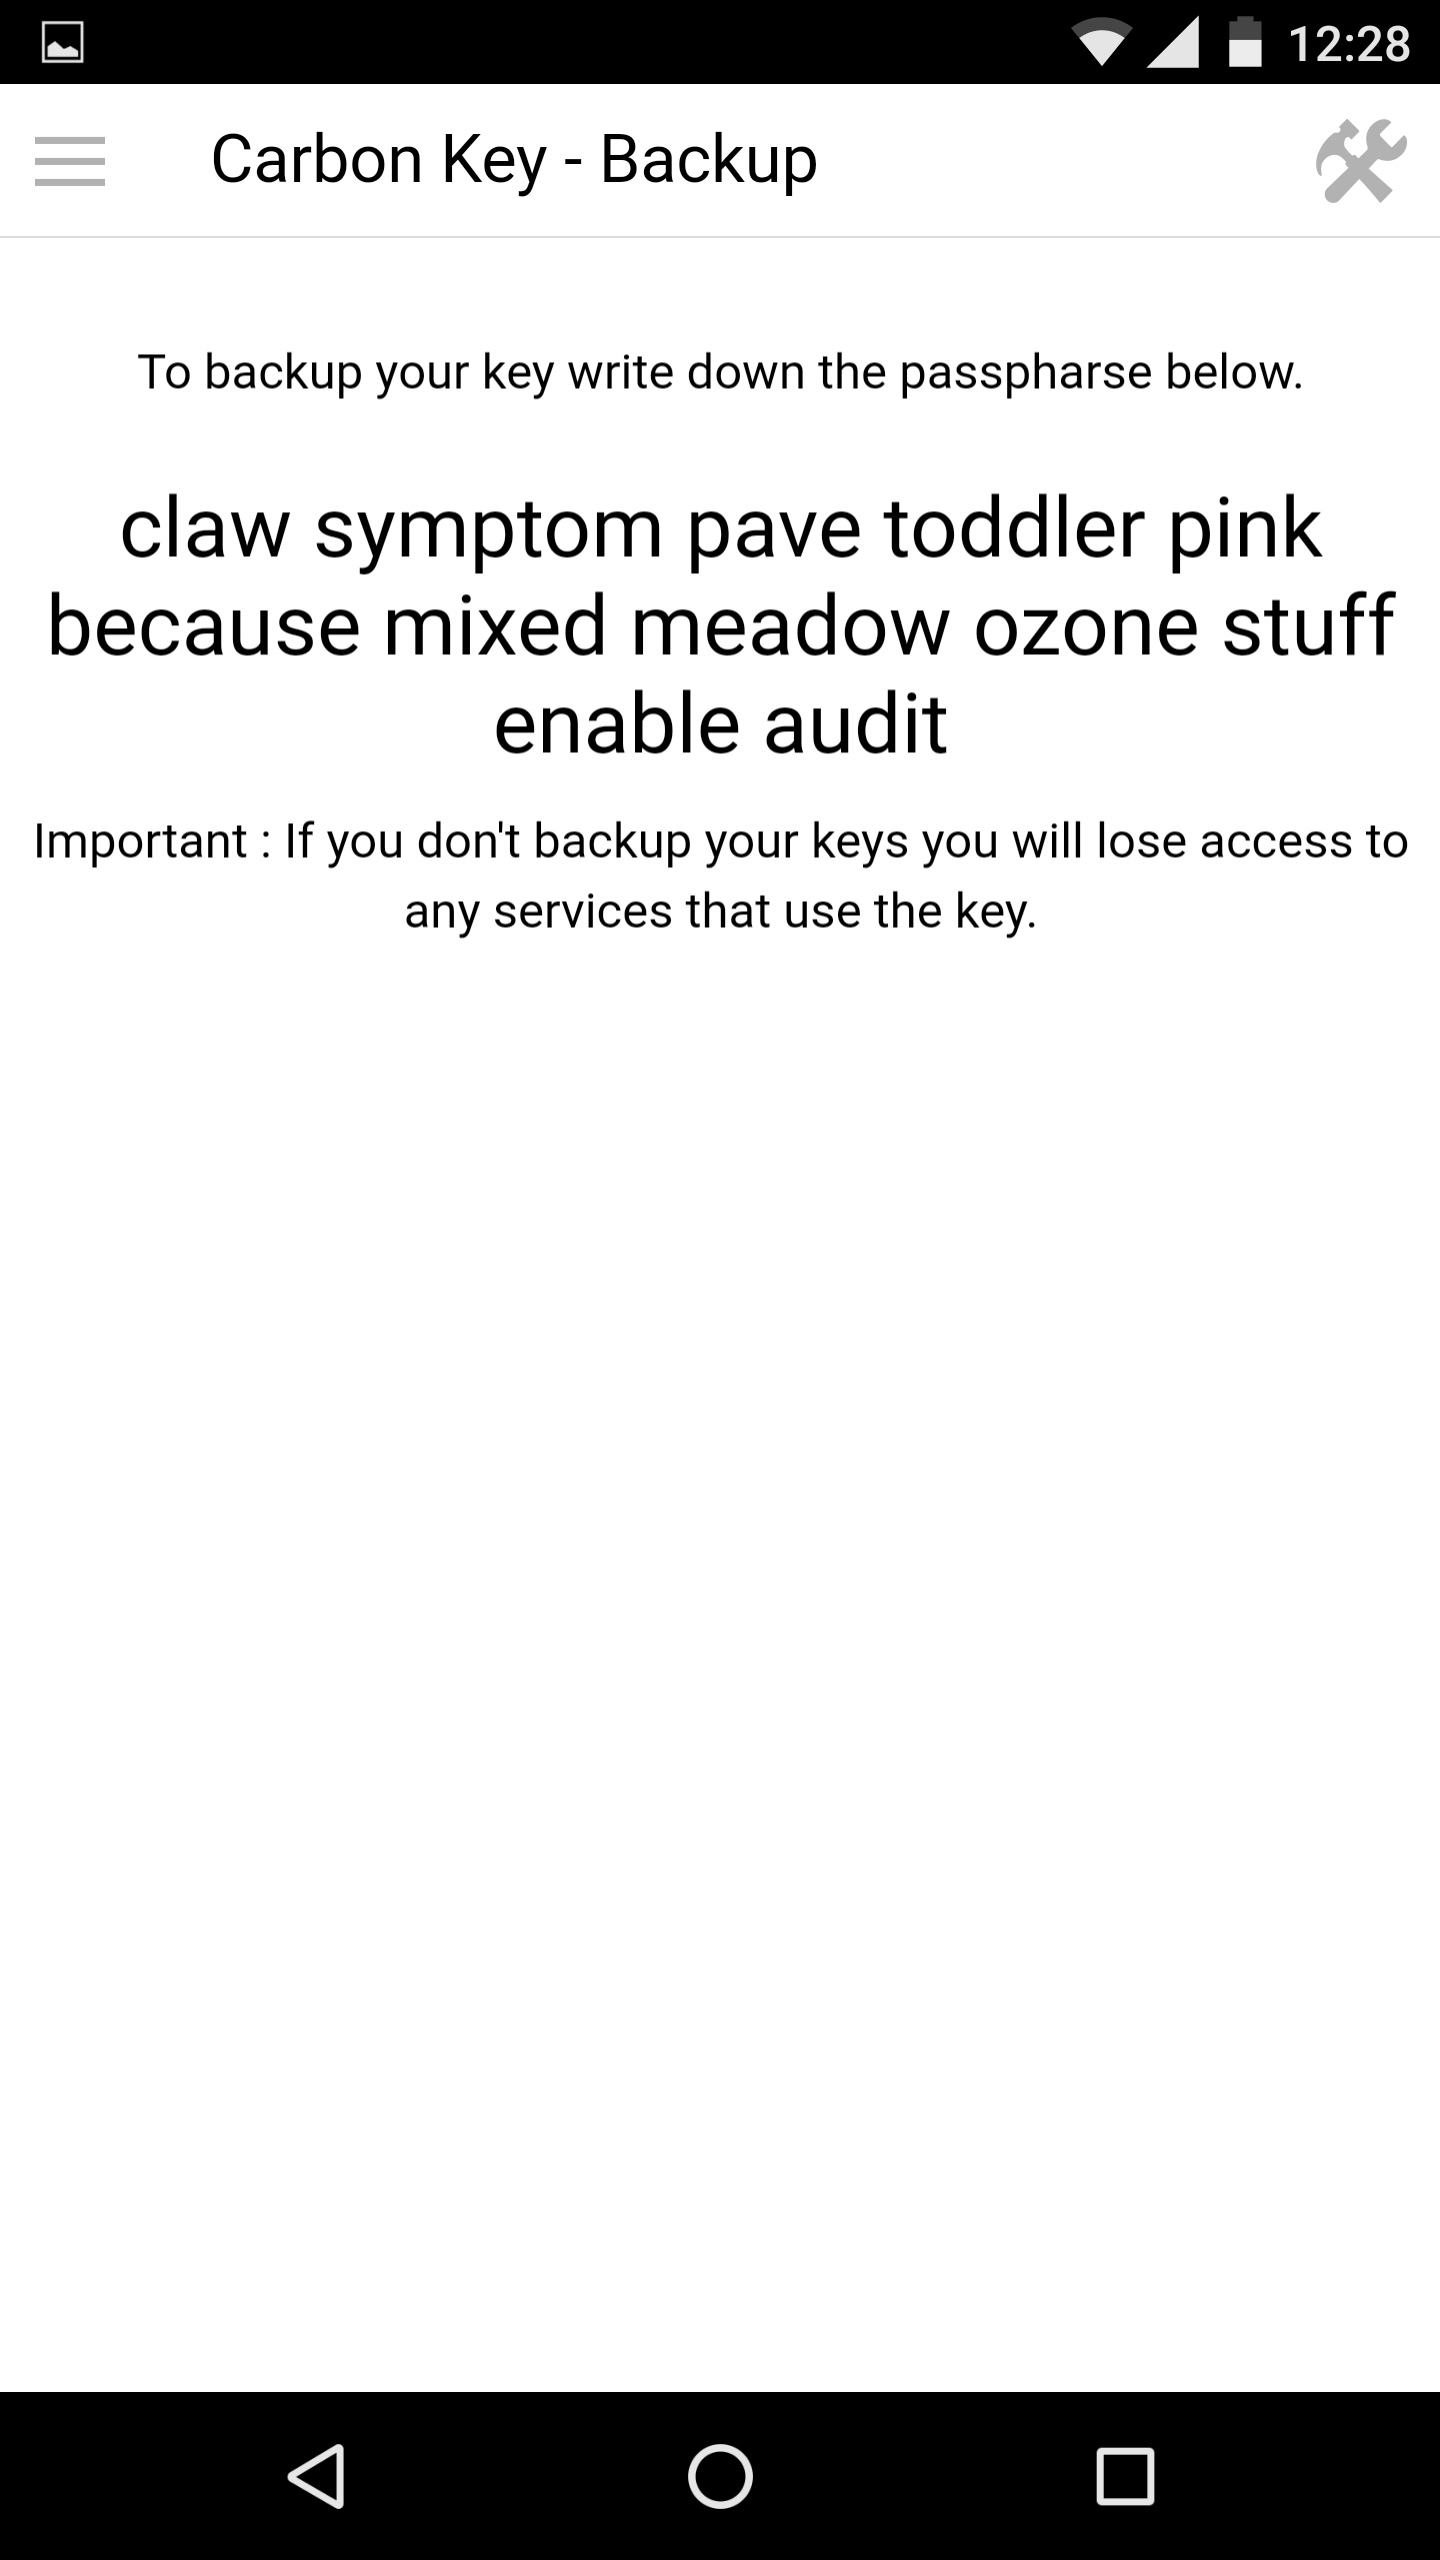 12:28
Carbon Key - Backup
To backup your key write down the passpharse below.
claw symptom pave toddler pink
because mixed meadow ozone stuff
enable audit
Important : If you don't backup your keys you will lose access to
any services that use the key.